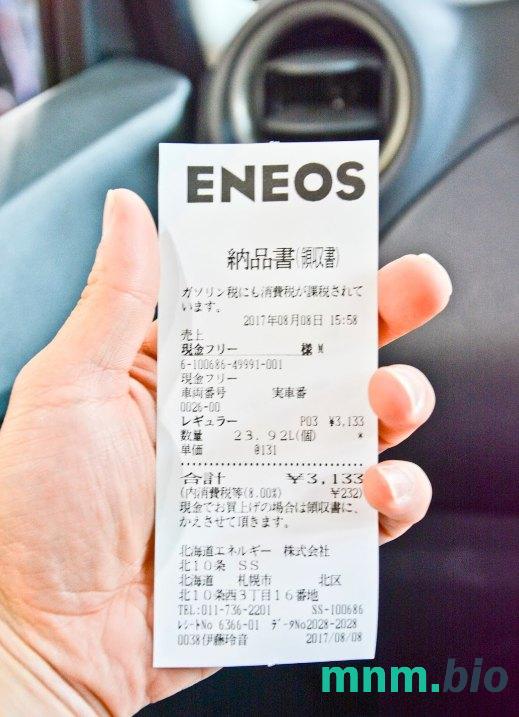 ENEOS
納品書(領収書)
ガソリン税にも消費税が課税されて
います。
2017年08月08日 15:58
売上
現金フリー 様 M
6-100686-49991-001
現金フリー
車両番号 実車番
0026-00
レギュラー P03 ¥3,133
数量 23.92L(個) *
単価 @131
合計 ¥3,133
(内消費税等(8.00%) ¥232)
現金でお買上げの場合は領収書に、
かえさせて頂きます。
北海道エネルギー 株式会社
北10条 SS
北海道 札幌市 北区
北10条西3丁目16番地
TEL:011-736-2201 SS-100686
レシートNo 6366-01 データNo2028-2028
0038伊藤玲音 2017/08/08
mnm.bio